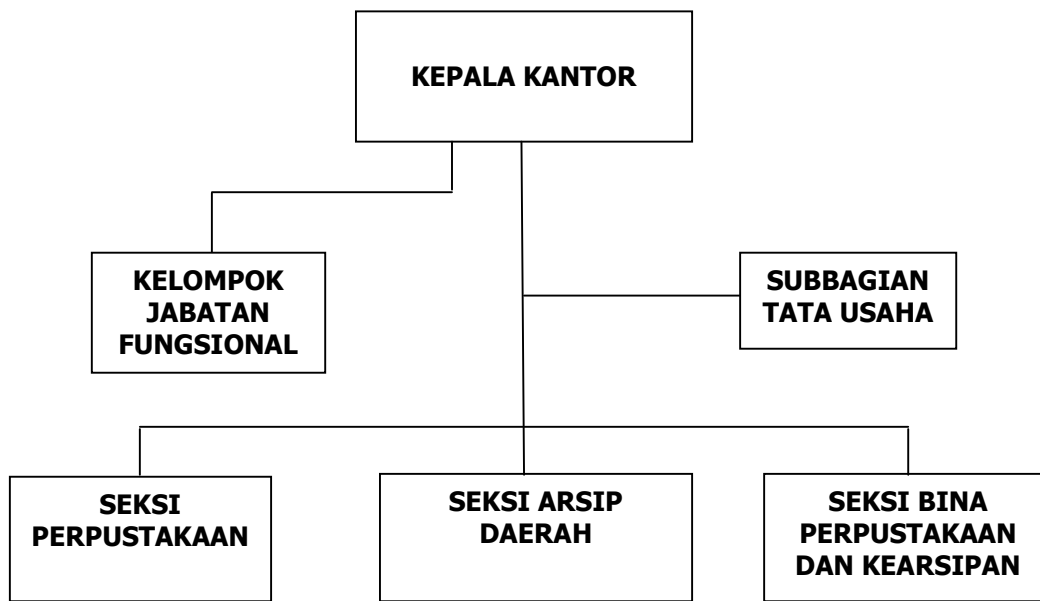 KEPALA KANTOR
KELOMPOK
JABATAN
FUNGSIONAL
SUBBAGIAN
TATA USAHA
SEKSI
PERPUSTAKAAN
SEKSI ARSIP
DAERAH
SEKSI BINA
PERPUSTAKAAN
DAN KEARSIPAN